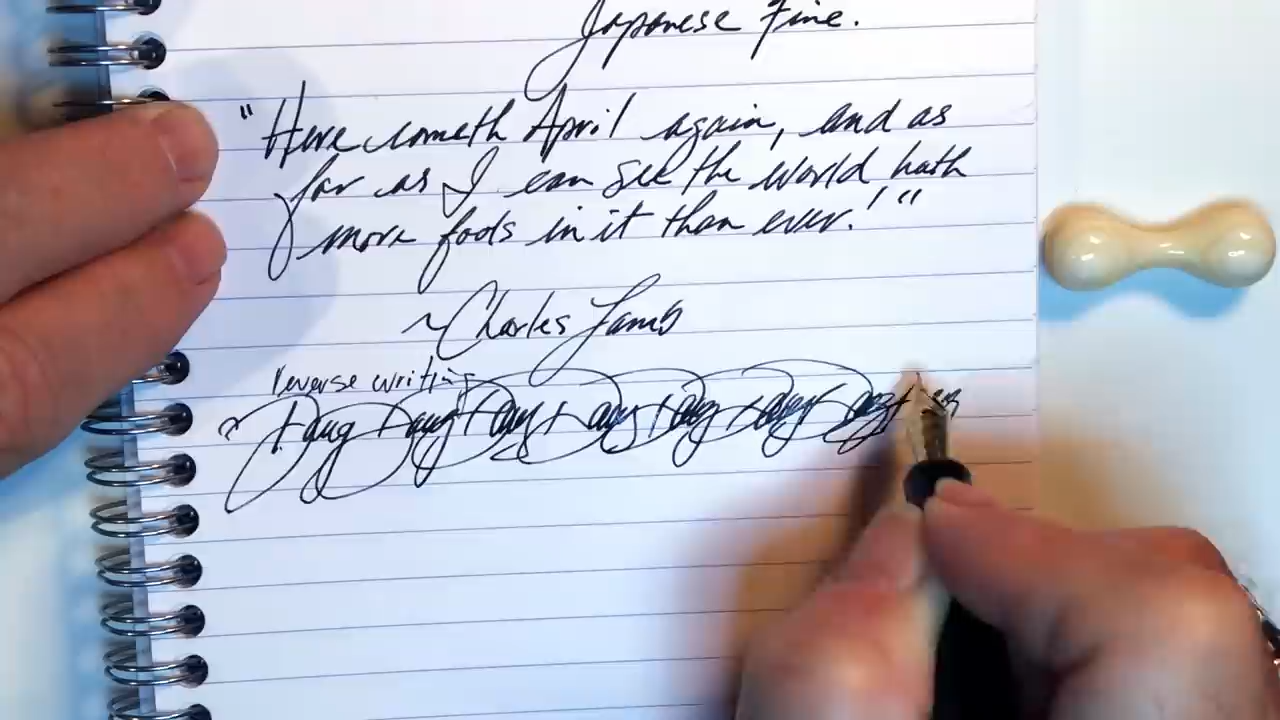 Japanese Fine.
"Here cometh April again, and as
far as I can see the world hath
more fools in it than ever!"
~Charles Lamb
reverse writing